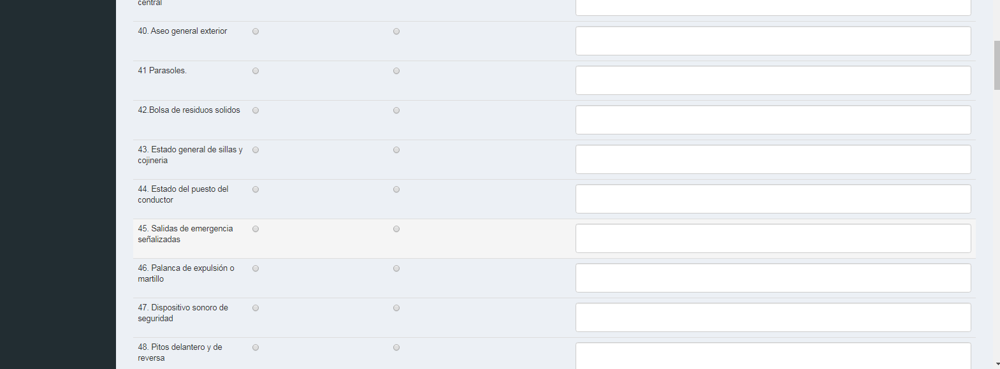 central
40. Aseo general exterior
41 Parasoles.
42.Bolsa de residuos solidos
43. Estado general de sillas y
cojineria
44. Estado del puesto del
conductor
45. Salidas de emergencia
señalizadas
46. Palanca de expulsión o
martillo
47. Dispositivo sonoro de
seguridad
48. Pitos delantero y de
reversa